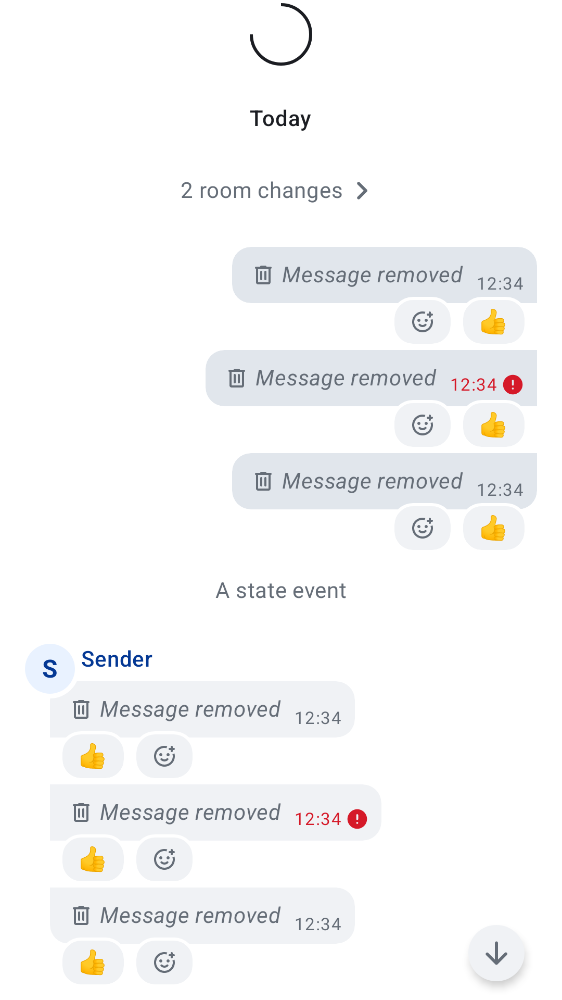 Today
2 room changes
Message removed 12:34
👍
Message removed 12:34
👍
Message removed 12:34
👍
A state event
S Sender
Message removed 12:34
👍
Message removed 12:34
👍
Message removed 12:34
👍